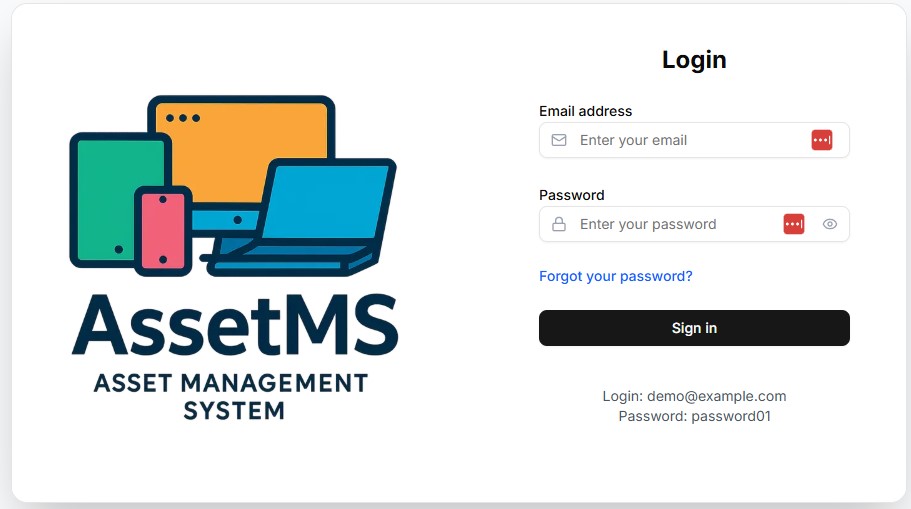 AssetMS
ASSET MANAGEMENT
SYSTEM
Login
Email address
Enter your email
Password
Enter your password
Forgot your password?
Sign in
Login: demo@example.com
Password: password01